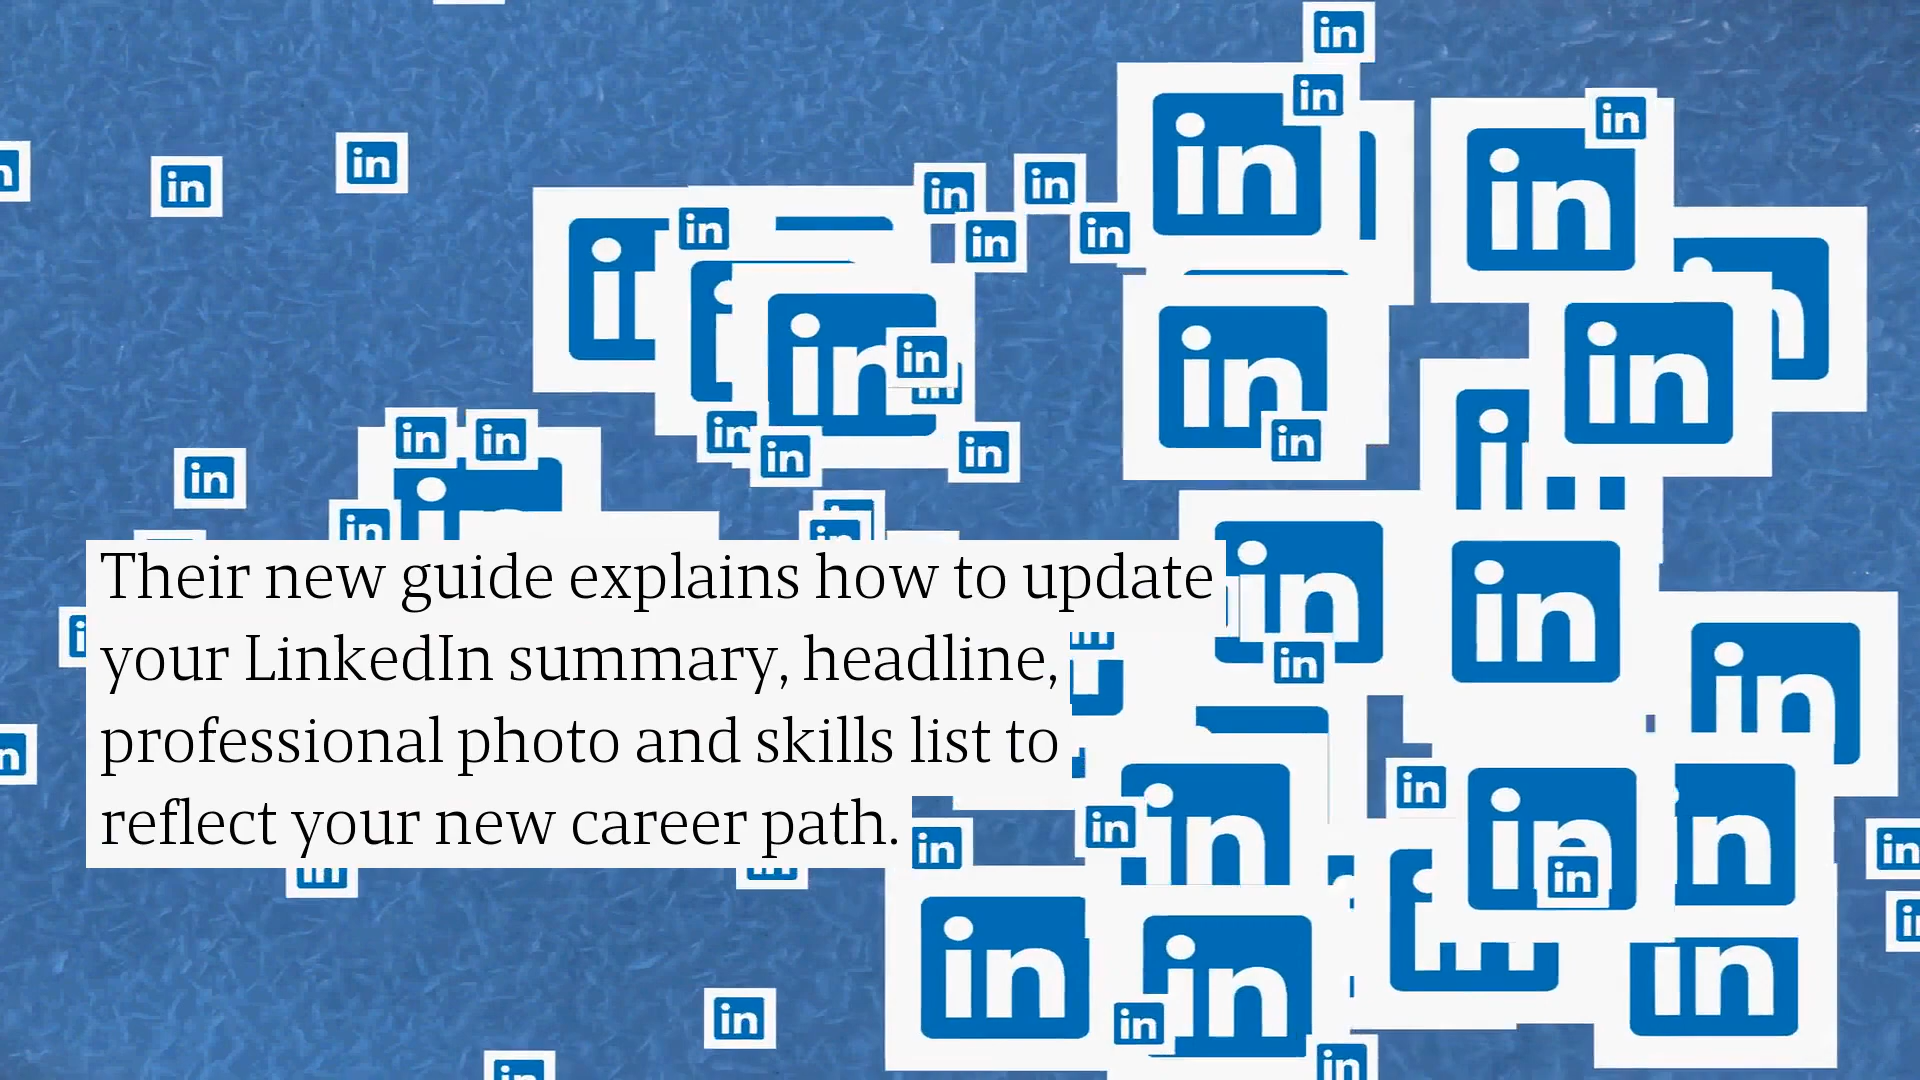 Their new guide explains how to update
your LinkedIn summary, headline,
professional photo and skills list to
reflect your new career path.